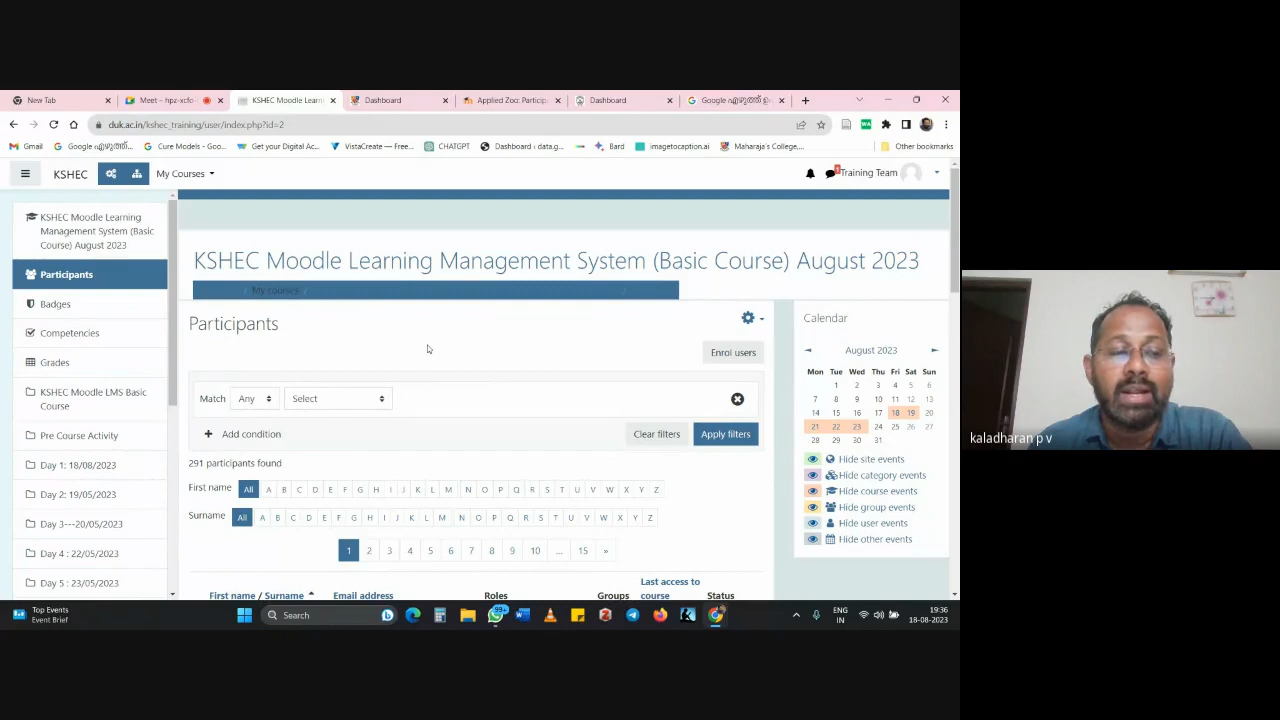 New Tab
Meet – hpz-xcfo-
KSHEC Moodle Learn
Dashboard
Applied Zoo: Particip
Dashboard
Google എഴുത്ത് ഉ
duk.ac.in/kshec_training/user/index.php?id=2
Gmail
Google എഴുത്ത്...
Cure Models - Goo...
Get your Digital Ac...
VistaCreate — Free...
CHATGPT
Dashboard ‹ data.g...
Bard
imagetocaption.ai
Maharaja's College,...
Other bookmarks
KSHEC
My Courses
Training Team
KSHEC Moodle Learning
Management System (Basic
Course) August 2023
Participants
Badges
Competencies
Grades
KSHEC Moodle LMS Basic
Course
Pre Course Activity
Day 1: 18/08/2023
Day 2: 19/05/2023
Day 3---20/05/2023
Day 4 : 22/05/2023
Day 5 : 23/05/2023
KSHEC Moodle Learning Management System (Basic Course) August 2023
My courses
Participants
Enrol users
Match Any Select
Add condition
Clear filters
Apply filters
291 participants found
First name All A B C D E F G H I J K L M N O P Q R S T U V W X Y Z
Surname All A B C D E F G H I J K L M N O P Q R S T U V W X Y Z
1 2 3 4 5 6 7 8 9 10 ... 15 »
First name / Surname
Email address
Roles
Groups
Last access to
course
Status
Calendar
◄ August 2023 ►
Mon Tue Wed Thu Fri Sat Sun
1 2 3 4 5 6
7 8 9 10 11 12 13
14 15 16 17 18 19 20
21 22 23 24 25 26 27
28 29 30 31
Hide site events
Hide category events
Hide course events
Hide group events
Hide user events
Hide other events
kaladharan p v
Top Events
Event Brief
Search
99+
ENG
IN
19:36
18-08-2023